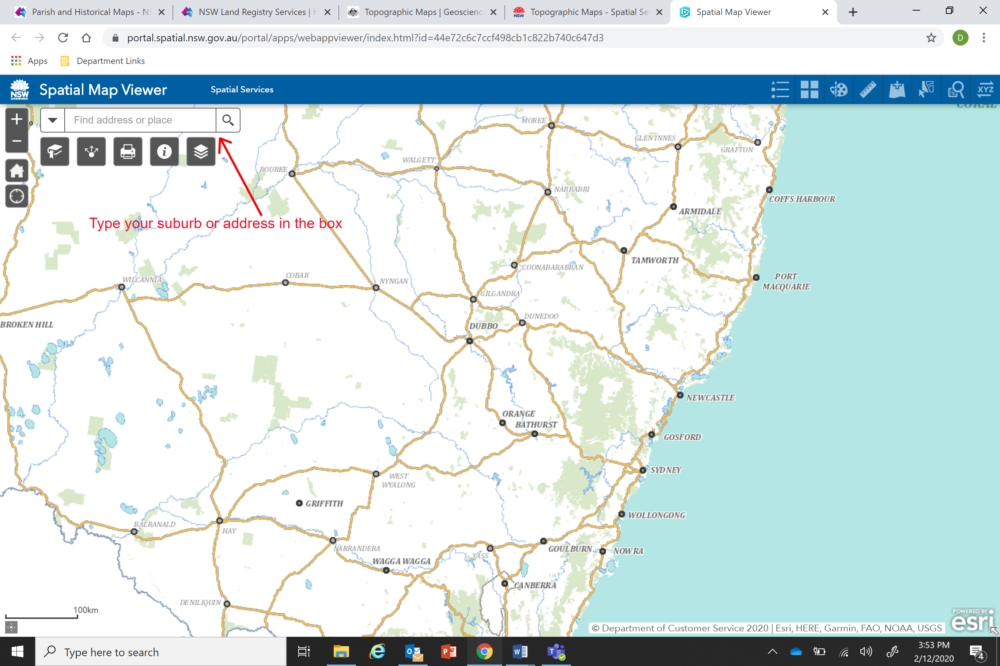 Parish and Historical Maps - NS
NSW Land Registry Services | H
Topographic Maps | Geoscienc
Topographic Maps - Spatial Se
Spatial Map Viewer
portal.spatial.nsw.gov.au/portal/apps/webappviewer/index.html?id=44e72c6c7ccf498cb1c822b740c647d3
D
Apps
Department Links
NSW
GOVERNMENT
Spatial Map Viewer
Spatial Services
XYZ
CORAL
Find address or place
MOREE
GLEN INNES
GRAFTON
WALGETT
BOURKE
NARRABRI
COFFS HARBOUR
ARMIDALE
Type your suburb or address in the box
TAMWORTH
COONABARABRAN
COBAR
NYNGAN
WILCANNIA
PORT
MACQUARIE
GILGANDRA
DUNEDOO
BROKEN HILL
DUBBO
NEWCASTLE
ORANGE
BATHURST
GOSFORD
SYDNEY
WEST
WYALONG
GRIFFITH
WOLLONGONG
BALRANALD
HAY
NARRANDERA
GOULBURN
NOWRA
YASS
WAGGA WAGGA
CANBERRA
DENILIQUIN
100km
POWERED BY
esri
© Department of Customer Service 2020 | Esri, HERE, Garmin, FAO, NOAA, USGS
Type here to search
3:53 PM
2/12/2020
4